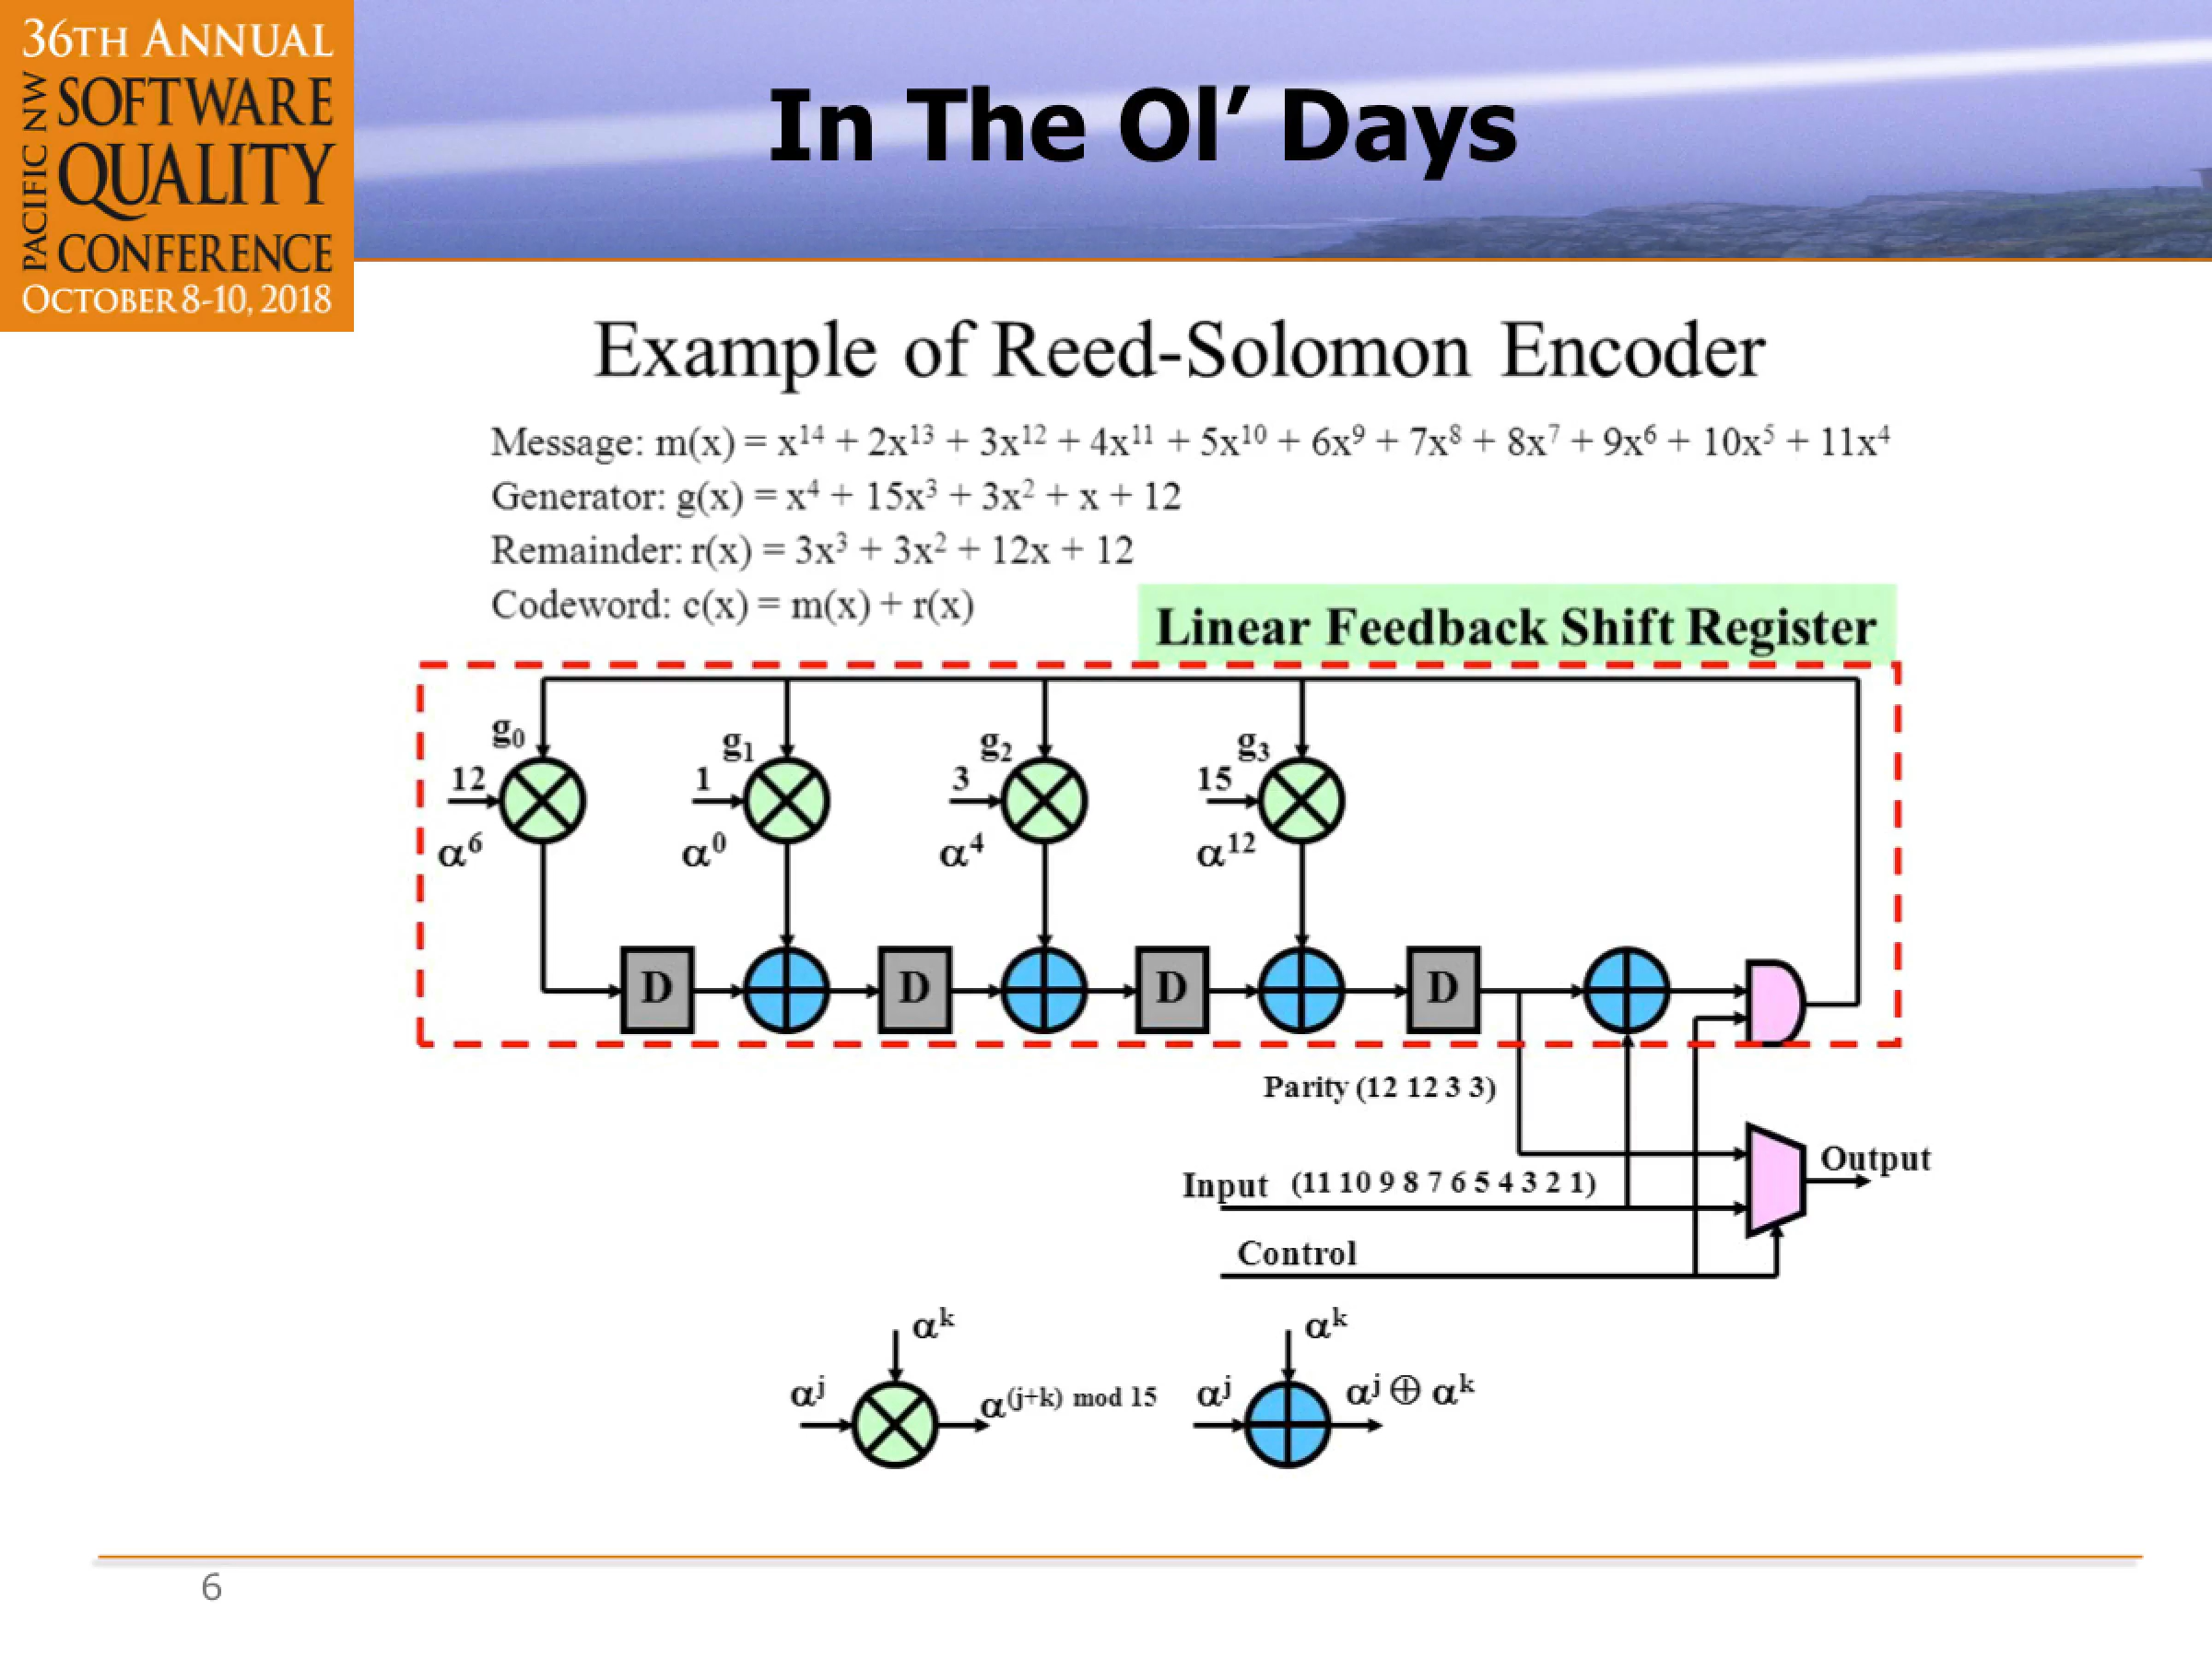 36TH ANNUAL
PACIFIC NW
SOFTWARE
QUALITY
CONFERENCE
OCTOBER 8-10, 2018
In The Ol’ Days
Example of Reed-Solomon Encoder
Message: m(x) = x¹⁴ + 2x¹³ + 3x¹² + 4x¹¹ + 5x¹⁰ + 6x⁹ + 7x⁸ + 8x⁷ + 9x⁶ + 10x⁵ + 11x⁴
Generator: g(x) = x⁴ + 15x³ + 3x² + x + 12
Remainder: r(x) = 3x³ + 3x² + 12x + 12
Codeword: c(x) = m(x) + r(x)
Linear Feedback Shift Register
g₀ g₁ g₂ g₃
12 1 3 15
α⁶ α⁰ α⁴ α¹²
D D D D
Parity (12 12 3 3)
Output
Input (11 10 9 8 7 6 5 4 3 2 1)
Control
αᵏ αᵏ
αʲ α⁽ʲ⁺ᵏ⁾ mod 15 αʲ αʲ ⊕ αᵏ
6